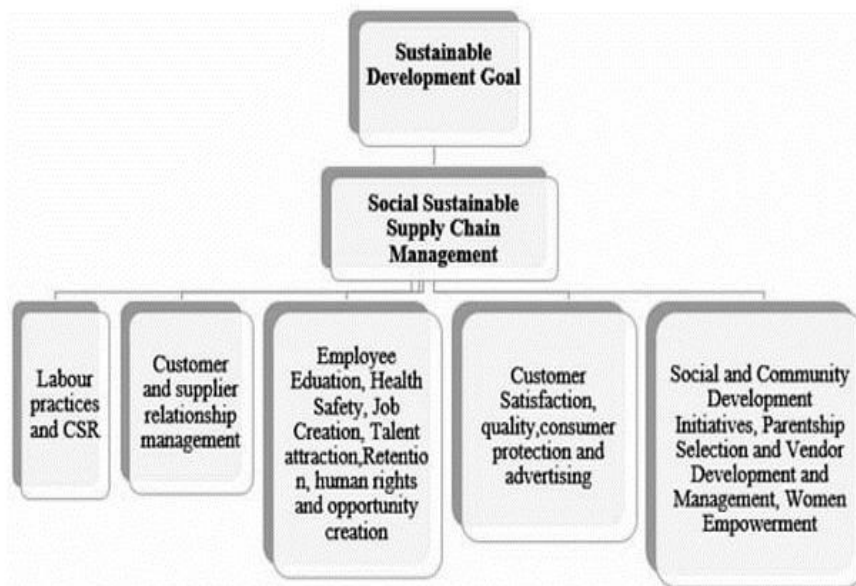 Sustainable
Development Goal
Social Sustainable
Supply Chain
Management
Labour
practices
and CSR
Customer
and supplier
relationship
management
Employee
Eduation, Health
Safety, Job
Creation, Talent
attraction,Retentio
n, human rights
and opportunity
creation
Customer
Satisfaction,
quality,consumer
protection and
advertising
Social and Community
Development
Initiatives, Parentship
Selection and Vendor
Development and
Management, Women
Empowerment